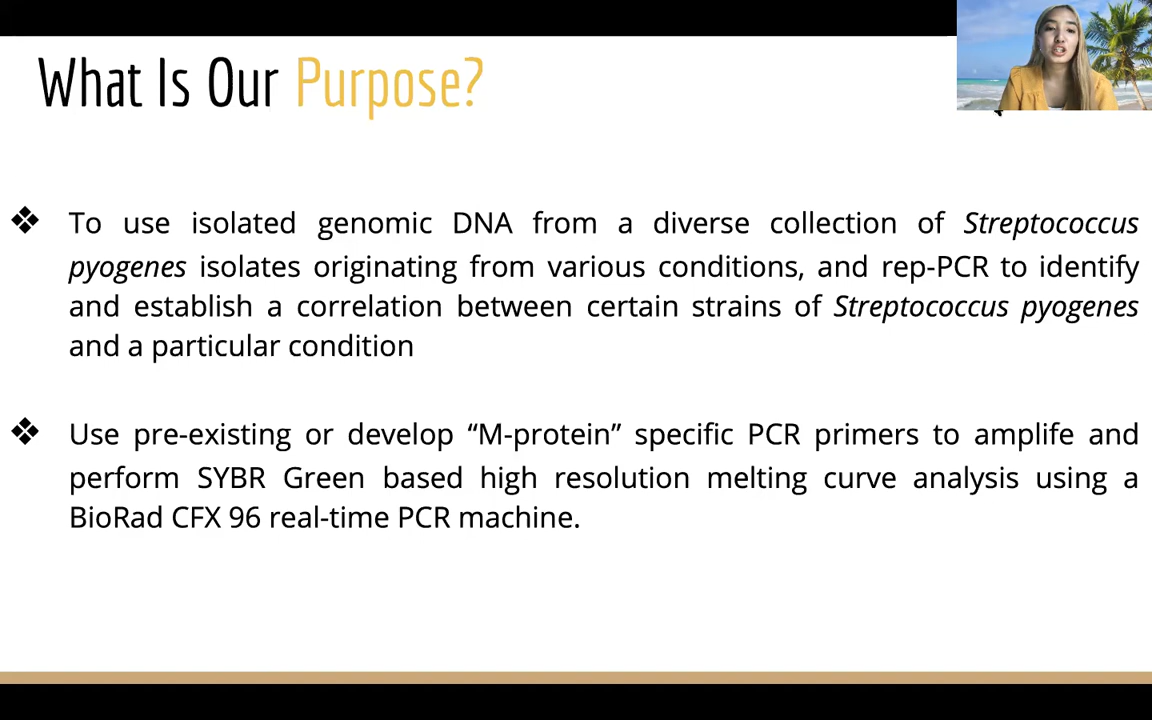 What Is Our Purpose?
❖ To use isolated genomic DNA from a diverse collection of Streptococcus
pyogenes isolates originating from various conditions, and rep-PCR to identify
and establish a correlation between certain strains of Streptococcus pyogenes
and a particular condition
❖ Use pre-existing or develop “M-protein” specific PCR primers to amplife and
perform SYBR Green based high resolution melting curve analysis using a
BioRad CFX 96 real-time PCR machine.